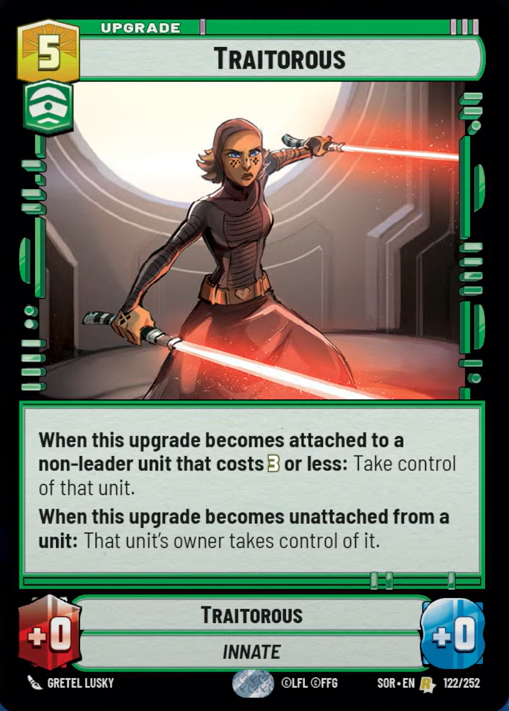 UPGRADE
5
TRAITOROUS
When this upgrade becomes attached to a
non-leader unit that costs 3 or less: Take control
of that unit.
When this upgrade becomes unattached from a
unit: That unit's owner takes control of it.
TRAITOROUS
+0
+0
INNATE
GRETEL LUSKY
©LFL ©FFG
SOR • EN
R
122/252